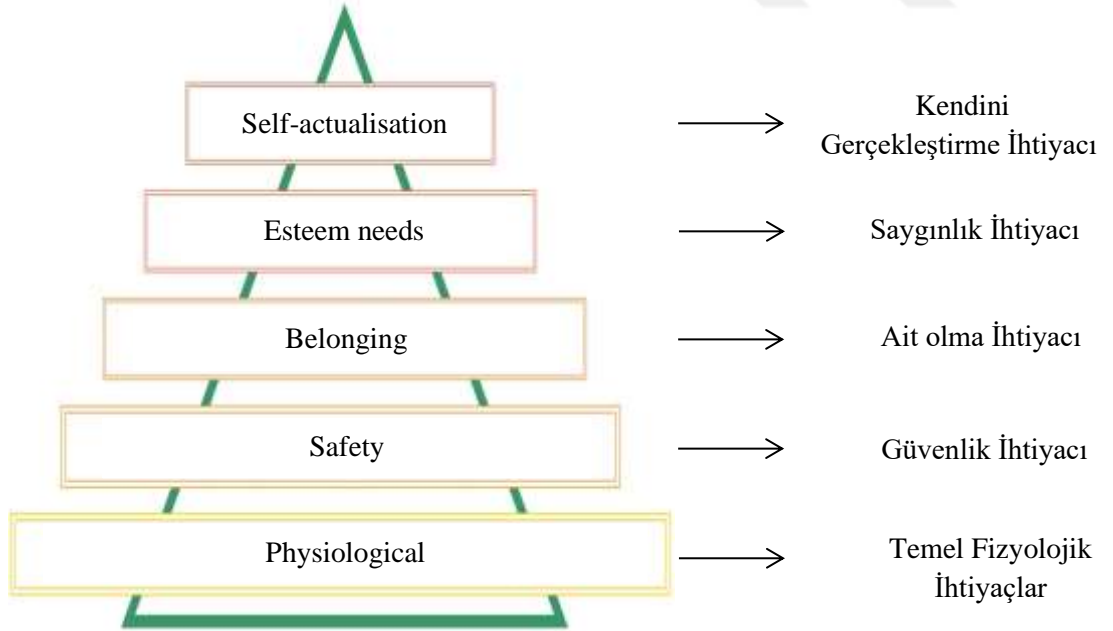 Self-actualisation
Kendini
Gerçekleştirme İhtiyacı
Esteem needs
Saygınlık İhtiyacı
Belonging
Ait olma İhtiyacı
Safety
Güvenlik İhtiyacı
Physiological
Temel Fizyolojik
İhtiyaçlar